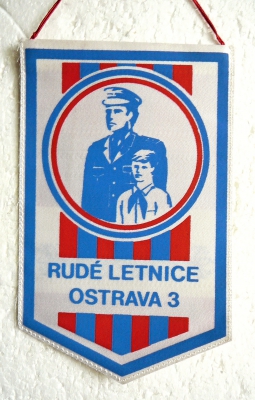 RUDÉ LETNICE
OSTRAVA 3